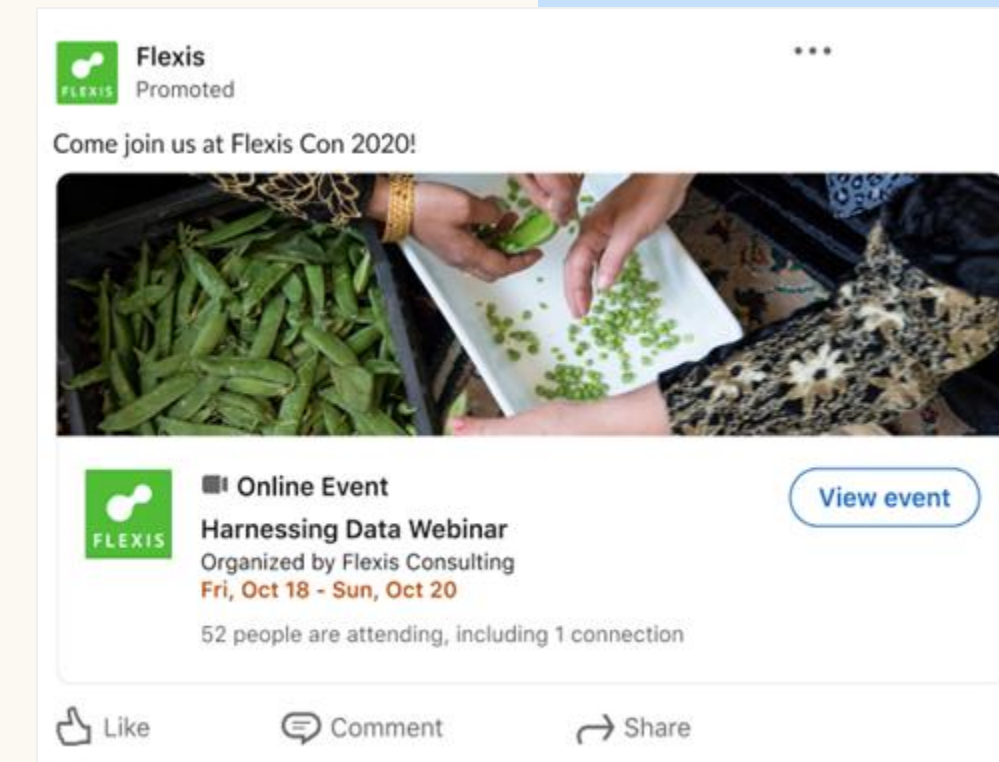 Flexis
FLEXIS
Promoted
Come join us at Flexis Con 2020!
Online Event
View event
Harnessing Data Webinar
FLEXIS
Organized by Flexis Consulting
Fri, Oct 18 - Sun, Oct 20
52 people are attending, including 1 connection
Like
Comment
Share